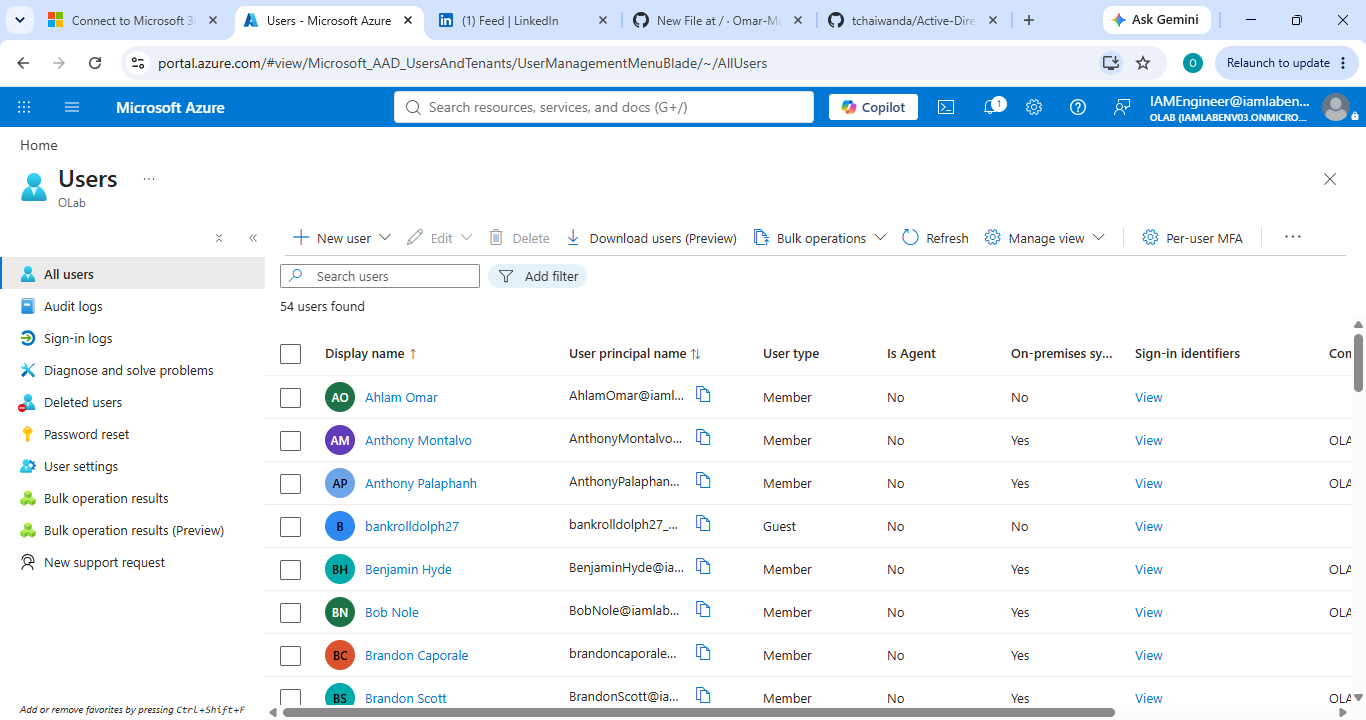 Connect to Microsoft 3
Users - Microsoft Azure
(1) Feed | LinkedIn
New File at / · Omar-M
tchaiwanda/Active-Dire
Ask Gemini
portal.azure.com/#view/Microsoft_AAD_UsersAndTenants/UserManagementMenuBlade/~/AllUsers
O
Relaunch to update
Microsoft Azure
Search resources, services, and docs (G+/)
Copilot
1
IAMEngineer@iamlaben...
OLAB (IAMLABENV03.ONMICRO...
Home
Users
...
OLab
New user
Edit
Delete
Download users (Preview)
Bulk operations
Refresh
Manage view
Per-user MFA
...
All users
Audit logs
Sign-in logs
Diagnose and solve problems
Deleted users
Password reset
User settings
Bulk operation results
Bulk operation results (Preview)
New support request
Search users
Add filter
54 users found
Display name ↑ User principal name ↑↓ User type Is Agent On-premises sy... Sign-in identifiers Con
AO Ahlam Omar AhlamOmar@iaml... Member No No View
AM Anthony Montalvo AnthonyMontalvo... Member No Yes View OLA
AP Anthony Palaphanh AnthonyPalaphan... Member No Yes View OLA
B bankrolldolph27 bankrolldolph27_... Guest No No View
BH Benjamin Hyde BenjaminHyde@ia... Member No Yes View OLA
BN Bob Nole BobNole@iamlab... Member No Yes View OLA
BC Brandon Caporale brandoncaporale... Member No Yes View
BS Brandon Scott BrandonScott@ia... Member No Yes View OLA
Add or remove favorites by pressing Ctrl+Shift+F